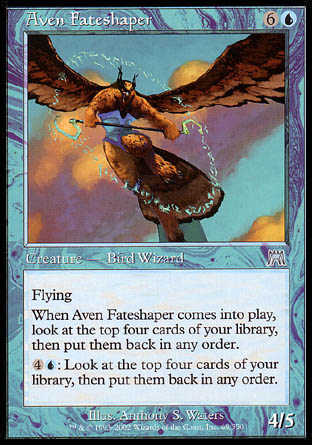 Aven Fateshaper 6
Creature — Bird Wizard
Flying
When Aven Fateshaper comes into play,
look at the top four cards of your library,
then put them back in any order.
4 : Look at the top four cards of your
library, then put them back in any order.
Illus. Anthony S. Waters
™ & © 1993-2002 Wizards of the Coast, Inc. 69/350
4/5